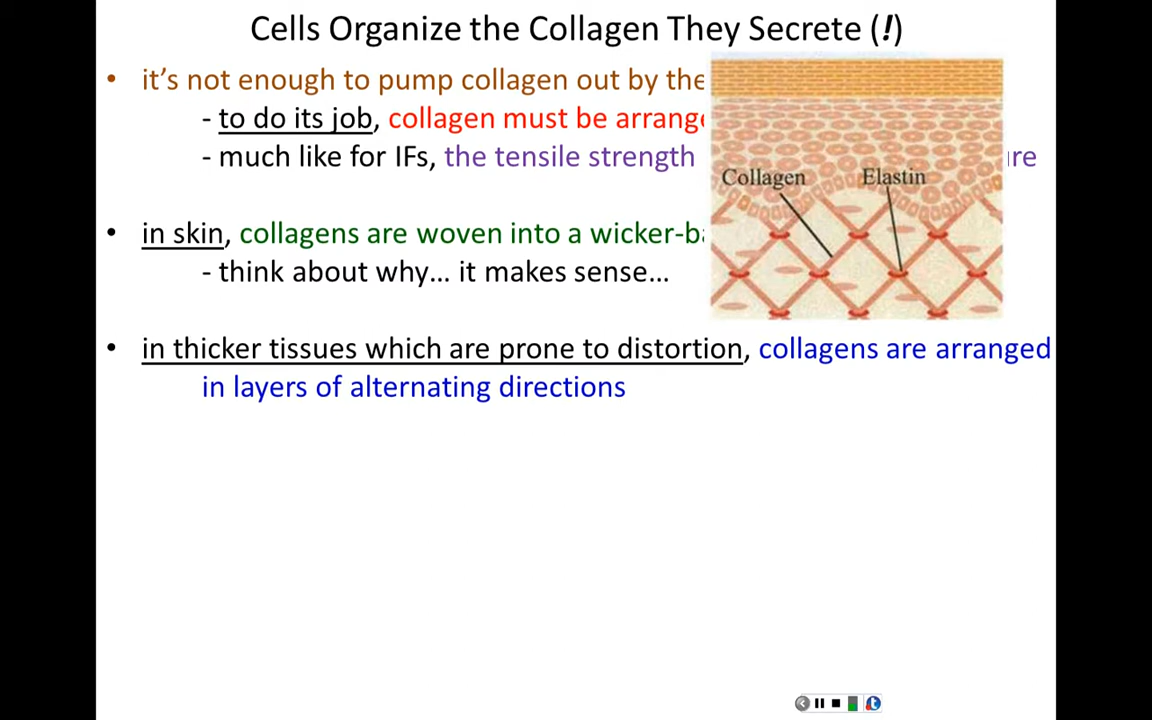 Cells Organize the Collagen They Secrete (!)
• it's not enough to pump collagen out by the
- to do its job, collagen must be
- much like for IFs, the tensile strength
• in skin, collagens are woven into a
- think about why... it makes sense...
Collagen Elastin
• in thicker tissues which are prone to distortion, collagens are arranged
in layers of alternating directions